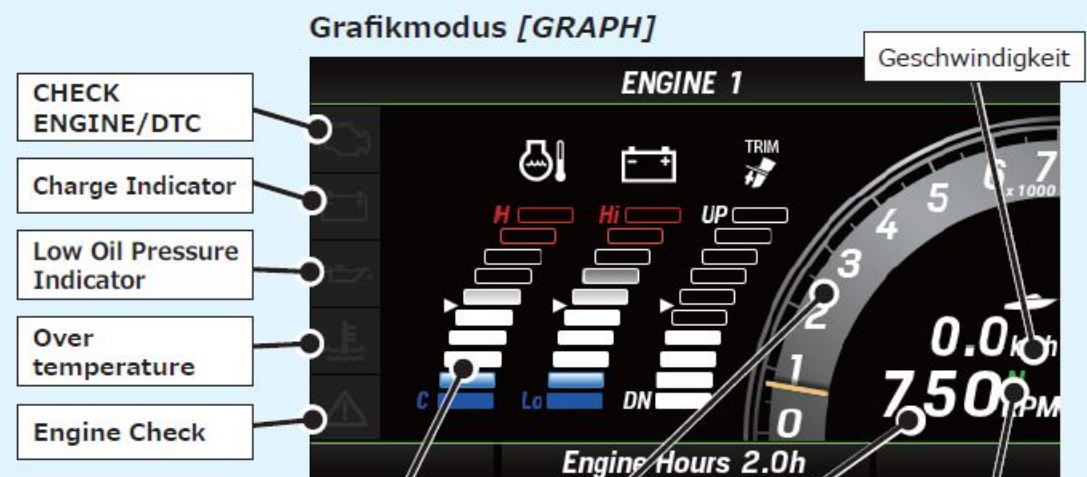 Grafikmodus [GRAPH]
Geschwindigkeit
ENGINE 1
CHECK
ENGINE/DTC
Charge Indicator
Low Oil Pressure
Indicator
Over
temperature
Engine Check
TRIM
H
Hi
UP
C
Lo
DN
7
6
x 1000
5
4
3
2
1
0
0.0 km/h
N
750 rPM
Engine Hours 2.0h